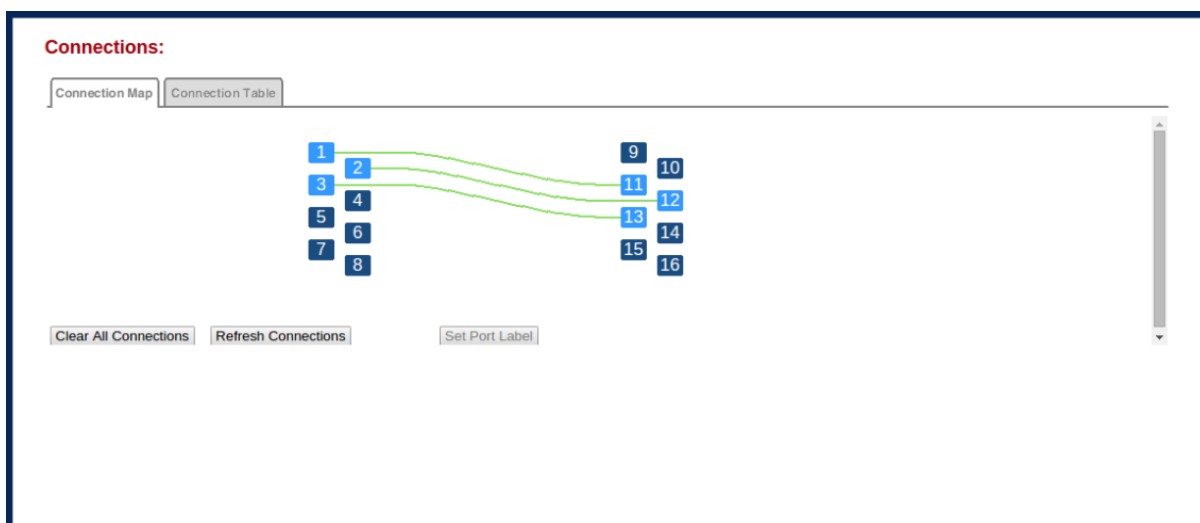 Connections:
Connection Map Connection Table
1 9
2 10
3 11
4 12
5 13
6 14
7 15
8 16
Clear All Connections Refresh Connections Set Port Label